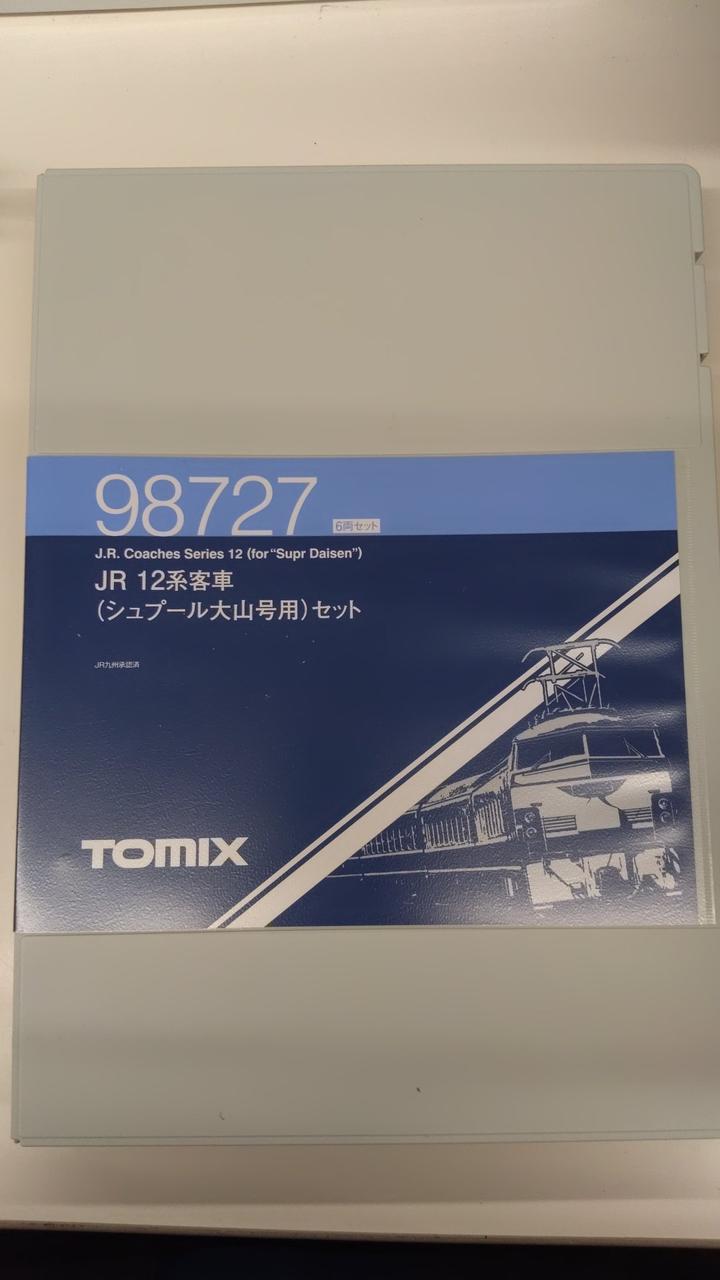 98727 6両セット
J.R. Coaches Series 12 (for “Supr Daisen”)
JR 12系客車
(シュプール大山号用)セット
JR九州承認済
TOMIX